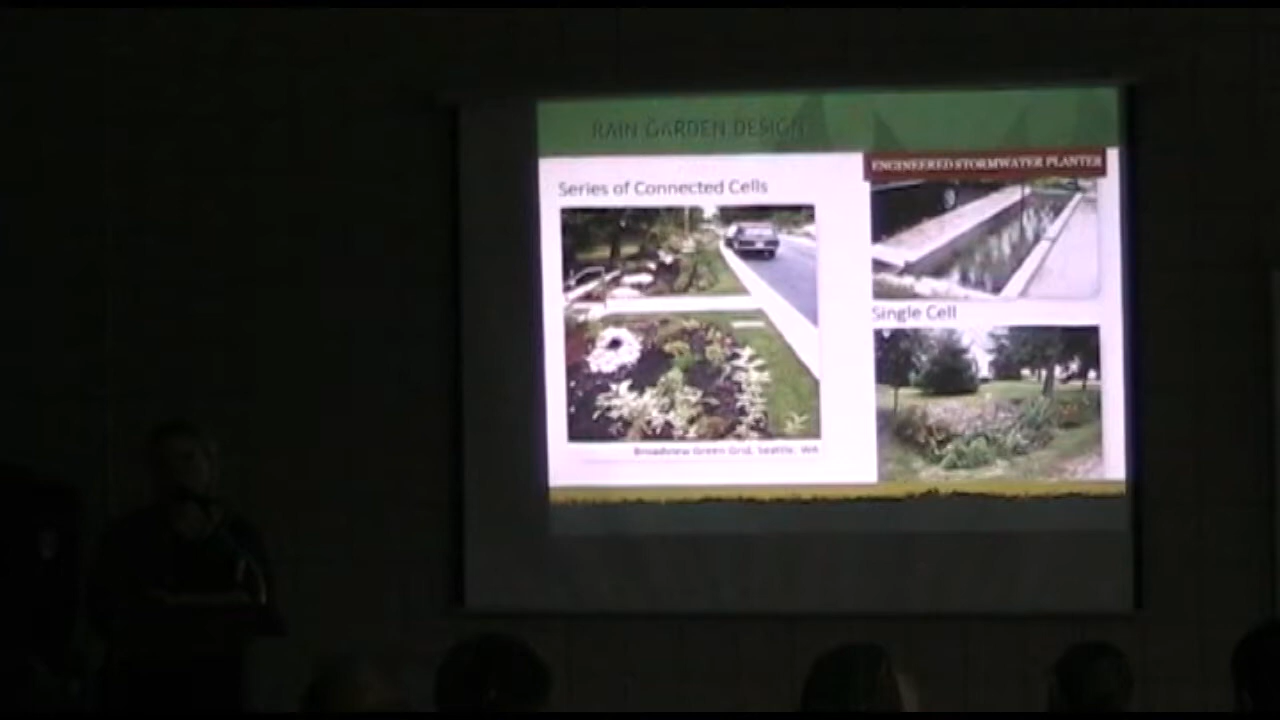 RAIN GARDEN DESIGN
Series of Connected Cells
Broadview Green Grid, Seattle, WA
ENGINEERED STORMWATER PLANTER
Single Cell